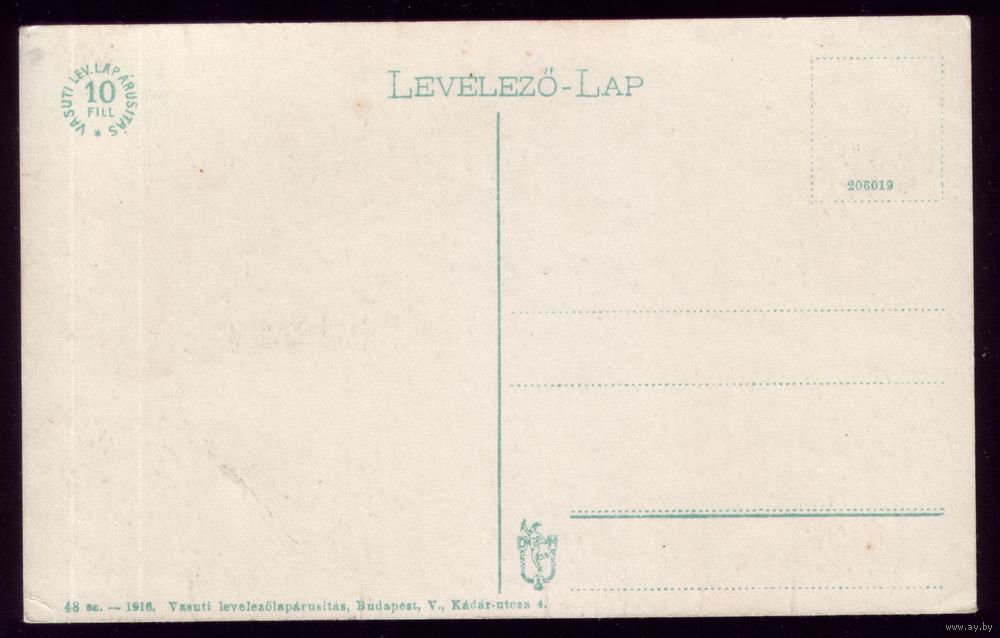 VASUTI LEV.LAP ÁRUSITÁS *
10
FILL
LEVELEZŐ-LAP
206019
D M
48 sz. — 1916. Vasuti levelezőlapárusitás, Budapest, V., Kádár-utcza 4.
www.ay.by